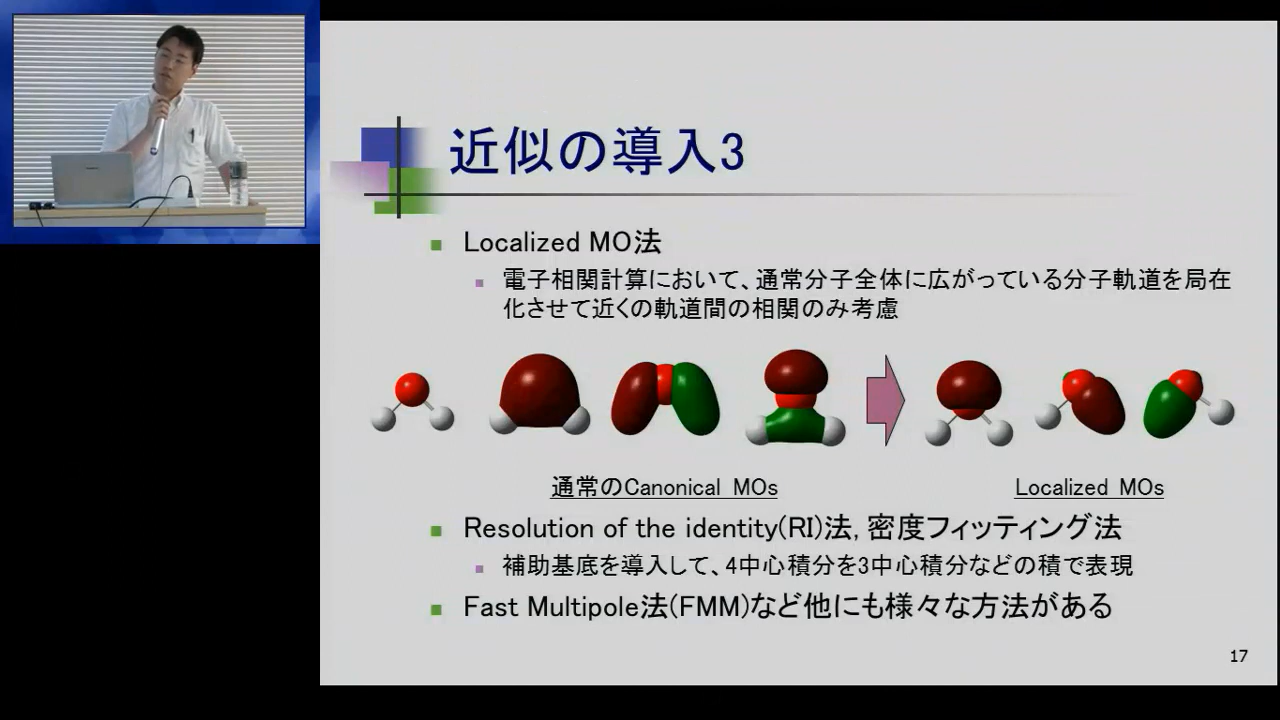 近似の導入3
Localized MO法
電子相関計算において、通常分子全体に広がっている分子軌道を局在
化させて近くの軌道間の相関のみ考慮
通常のCanonical MOs
Localized MOs
Resolution of the identity(RI)法, 密度フィッティング法
補助基底を導入して、4中心積分を3中心積分などの積で表現
Fast Multipole法(FMM)など他にも様々な方法がある
17